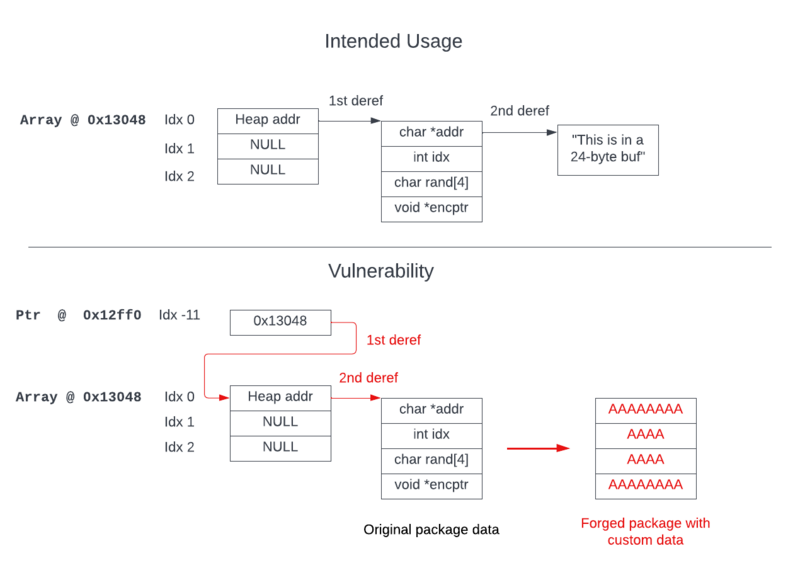 Intended Usage
1st deref
2nd deref
Array @ 0x13048 Idx 0 Heap addr
Idx 1 NULL
Idx 2 NULL
char *addr
int idx
char rand[4]
void *encptr
"This is in a
24-byte buf"
Vulnerability
Ptr @ 0x12ff0 Idx -11 0x13048
1st deref
2nd deref
Array @ 0x13048 Idx 0 Heap addr
Idx 1 NULL
Idx 2 NULL
char *addr
int idx
char rand[4]
void *encptr
AAAAAAAA
AAAA
AAAA
AAAAAAAA
Original package data
Forged package with
custom data